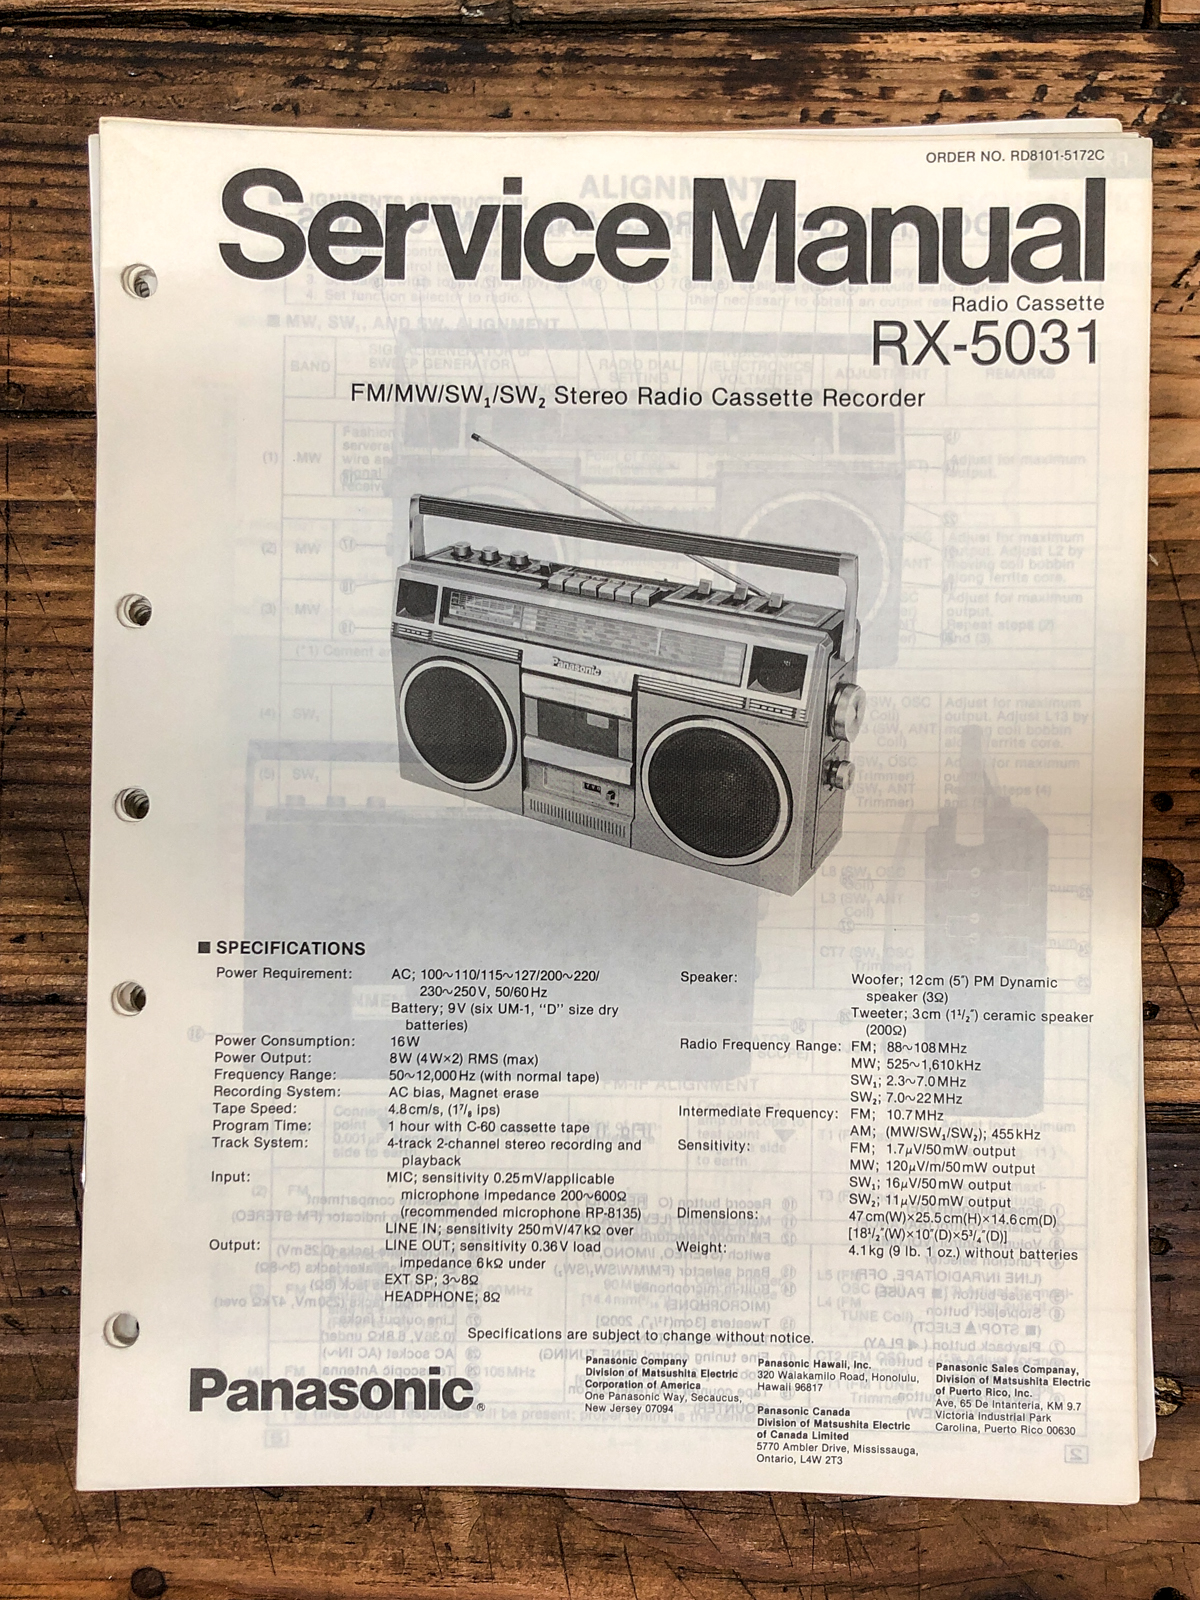 ORDER NO. RD8101-5172C
Service Manual
Radio Cassette
RX-5031
FM/MW/SW₁/SW₂ Stereo Radio Cassette Recorder
Panasonic
■ SPECIFICATIONS
Power Requirement: AC; 100~110/115~127/200~220/
230~250V, 50/60Hz
Battery; 9V (six UM-1, "D" size dry
batteries)
Power Consumption: 16W
Power Output: 8W (4W×2) RMS (max)
Frequency Range: 50~12,000Hz (with normal tape)
Recording System: AC bias, Magnet erase
Tape Speed: 4.8cm/s, (1⁷/₈ ips)
Program Time: 1 hour with C-60 cassette tape
Track System: 4-track 2-channel stereo recording and
playback
Input: MIC; sensitivity 0.25mV/applicable
microphone impedance 200~600Ω
(recommended microphone RP-8135)
LINE IN; sensitivity 250mV/47kΩ over
Output: LINE OUT; sensitivity 0.36V load
impedance 6kΩ under
EXT SP; 3~8Ω
HEADPHONE; 8Ω
Speaker: Woofer; 12cm (5″) PM Dynamic
speaker (3Ω)
Tweeter; 3cm (1¹/₂″) ceramic speaker
(200Ω)
Radio Frequency Range: FM; 88~108MHz
MW; 525~1,610kHz
SW₁; 2.3~7.0MHz
SW₂; 7.0~22MHz
Intermediate Frequency: FM; 10.7MHz
AM; (MW/SW₁/SW₂); 455kHz
Sensitivity: FM; 1.7μV/50mW output
MW; 120μV/m/50mW output
SW₁; 16μV/50mW output
SW₂; 11μV/50mW output
Dimensions: 47cm(W)×25.5cm(H)×14.6cm(D)
[18¹/₂″(W)×10″(D)×5³/₄″(D)]
Weight: 4.1kg (9 lb. 1 oz.) without batteries
Specifications are subject to change without notice.
Panasonic®
Panasonic Company
Division of Matsushita Electric
Corporation of America
One Panasonic Way, Secaucus,
New Jersey 07094
Panasonic Hawaii, Inc.
320 Waiakamilo Road, Honolulu,
Hawaii 96817
Panasonic Canada
Division of Matsushita Electric
of Canada Limited
5770 Ambler Drive, Mississauga,
Ontario, L4W 2T3
Panasonic Sales Companay,
Division of Matsushita Electric
of Puerto Rico, Inc.
Ave, 65 De Intanteria, KM 9.7
Victoria Industrial Park
Carolina, Puerto Rico 00630